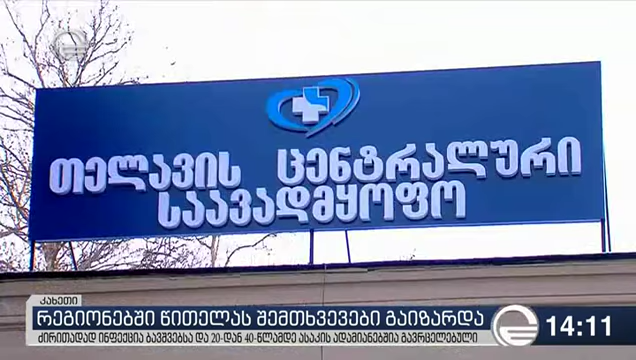 თელავის ცენტრალური
საავადმყოფო
კახეთი
რეგიონებში წითელას შემთხვევები გაიზარდა
ძირითადად ინფექცია ბავშვებსა და 20-დან 40-წლამდე ასაკის ადამიანებშია გავრცელებული
14:11